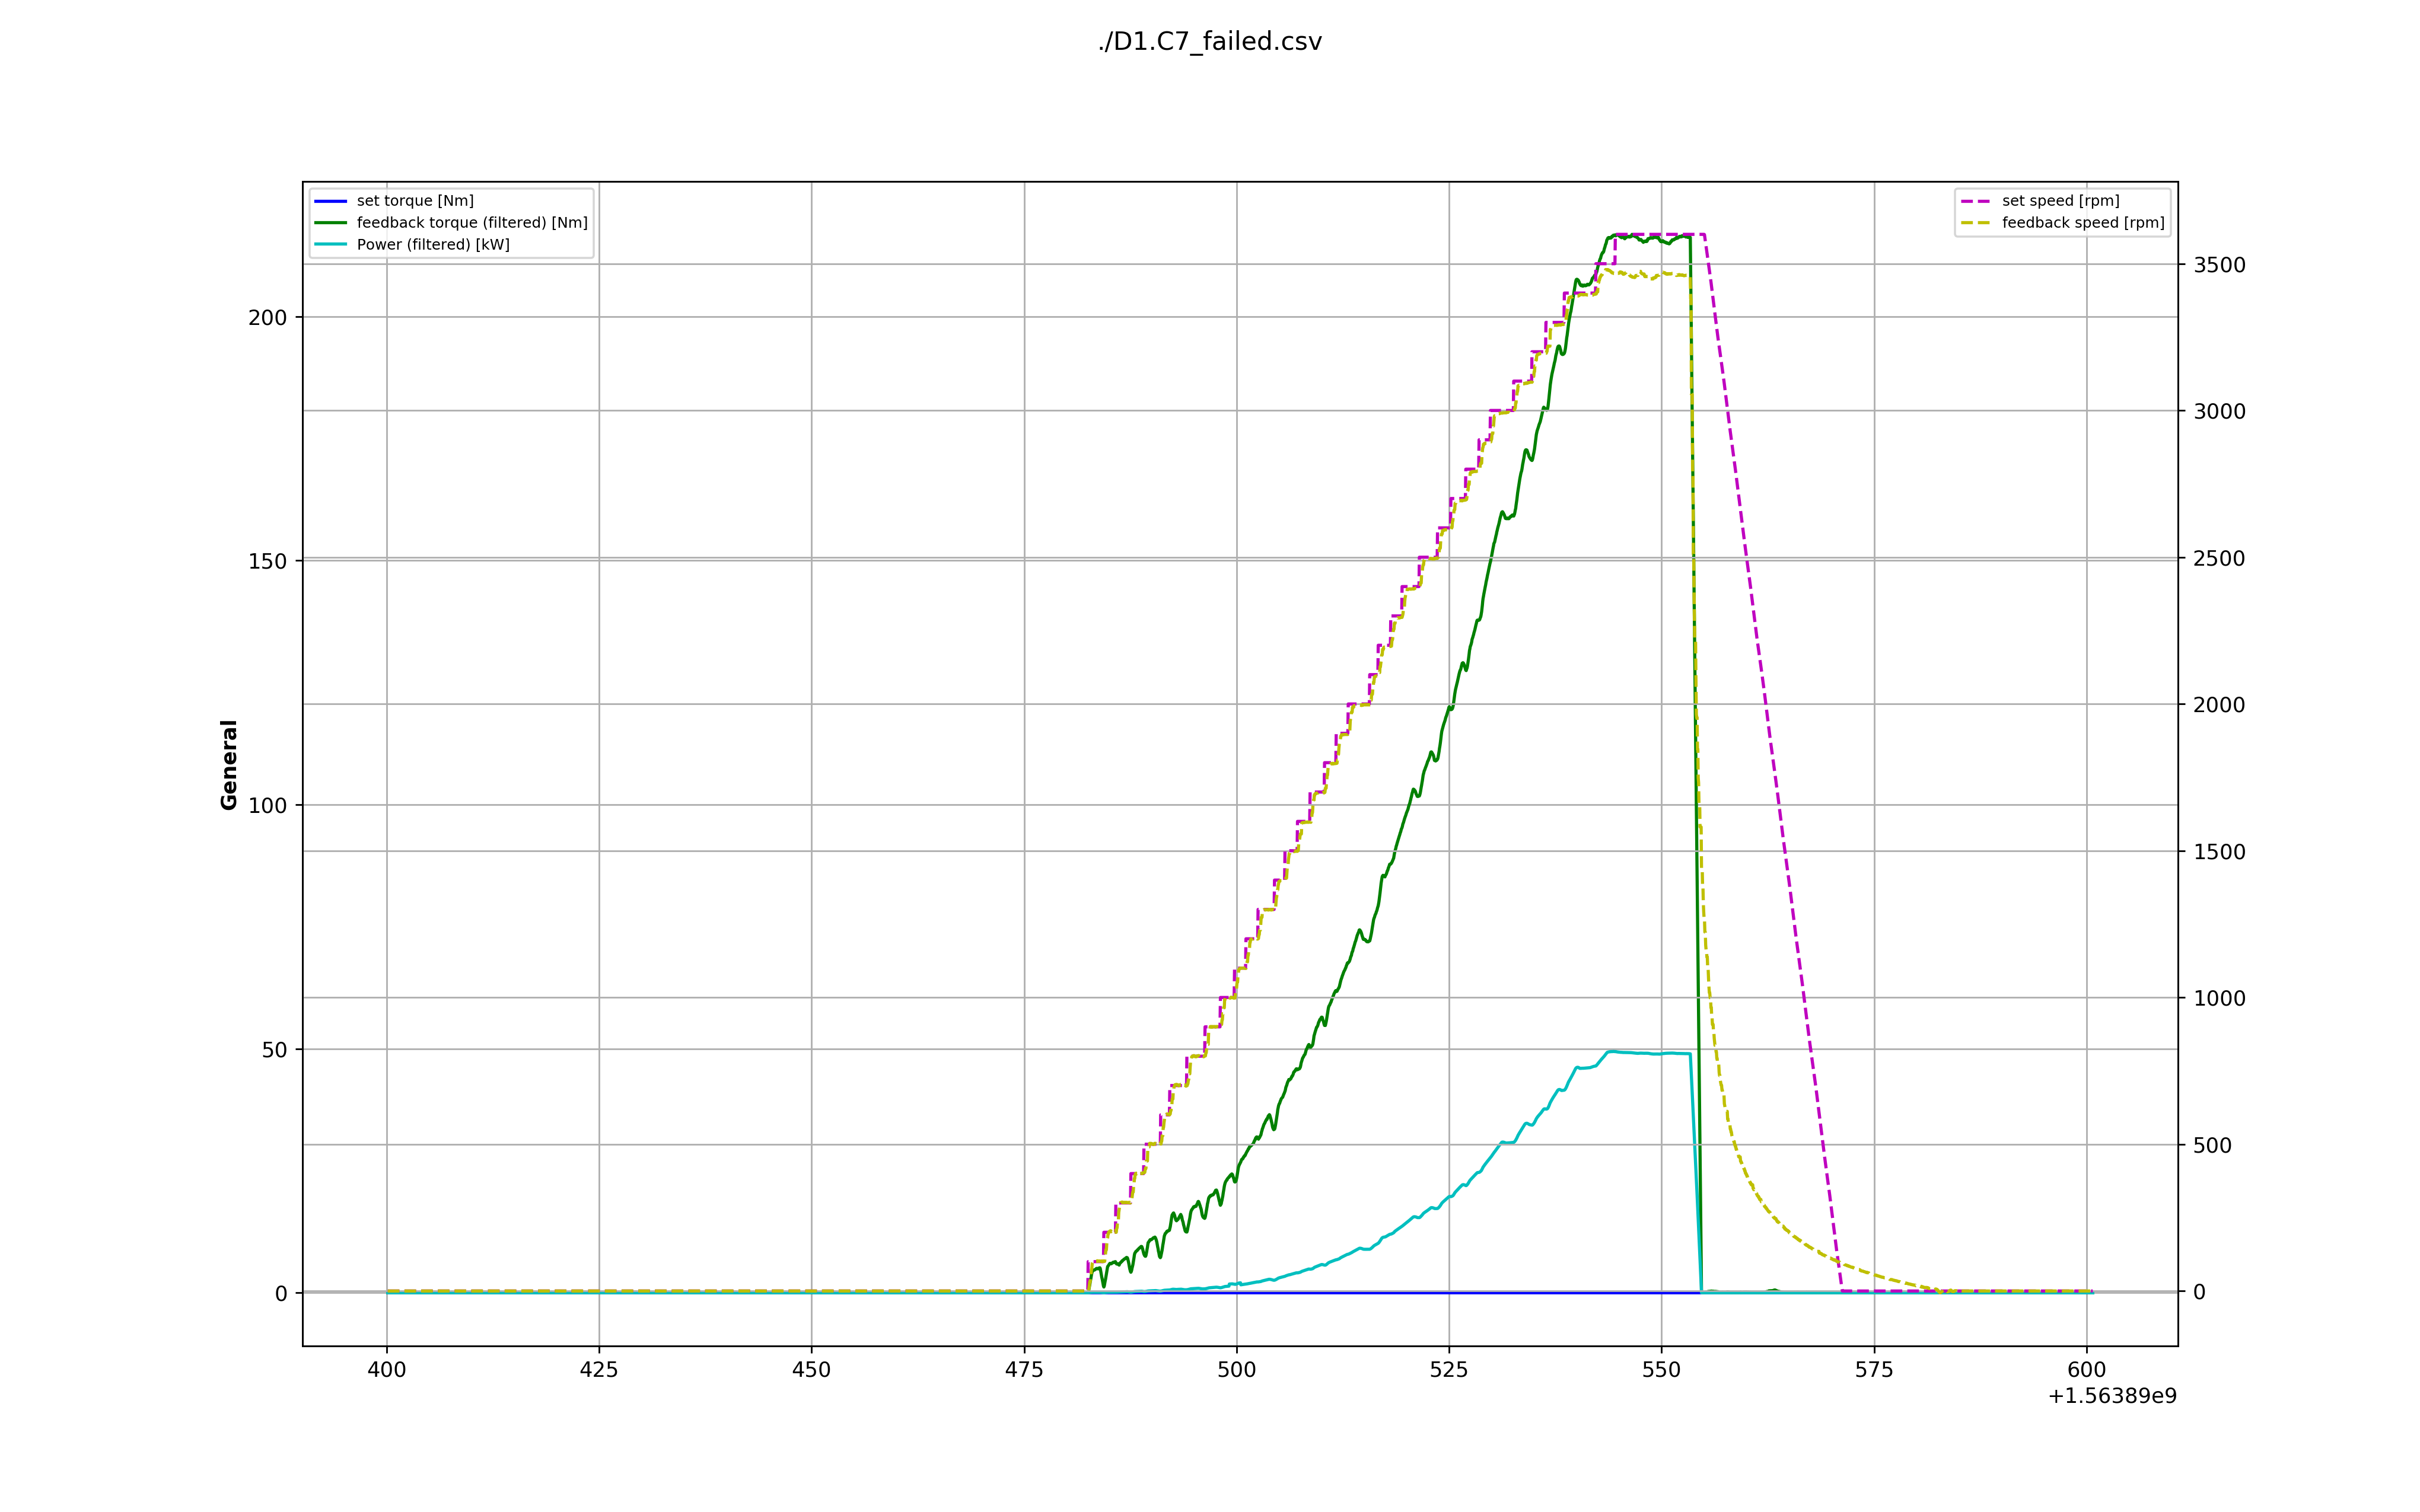 ./D1.C7_failed.csv
set torque [Nm]
feedback torque (filtered) [Nm]
Power (filtered) [kW]
set speed [rpm]
feedback speed [rpm]
General
200
150
100
50
0
3500
3000
2500
2000
1500
1000
500
0
400 425 450 475 500 525 550 575 600
+1.56389e9